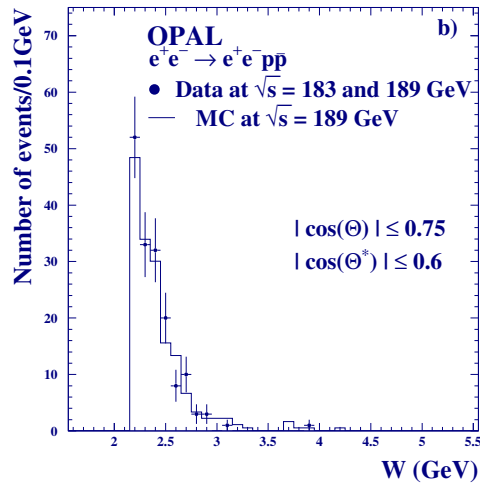 OPAL
b)
e⁺e⁻ → e⁺e⁻pp̄
Data at √s = 183 and 189 GeV
MC at √s = 189 GeV
| cos(Θ) | ≤ 0.75
| cos(Θ*) | ≤ 0.6
Number of events/0.1GeV
70
60
50
40
30
20
10
0
2 2.5 3 3.5 4 4.5 5 5.5
W (GeV)